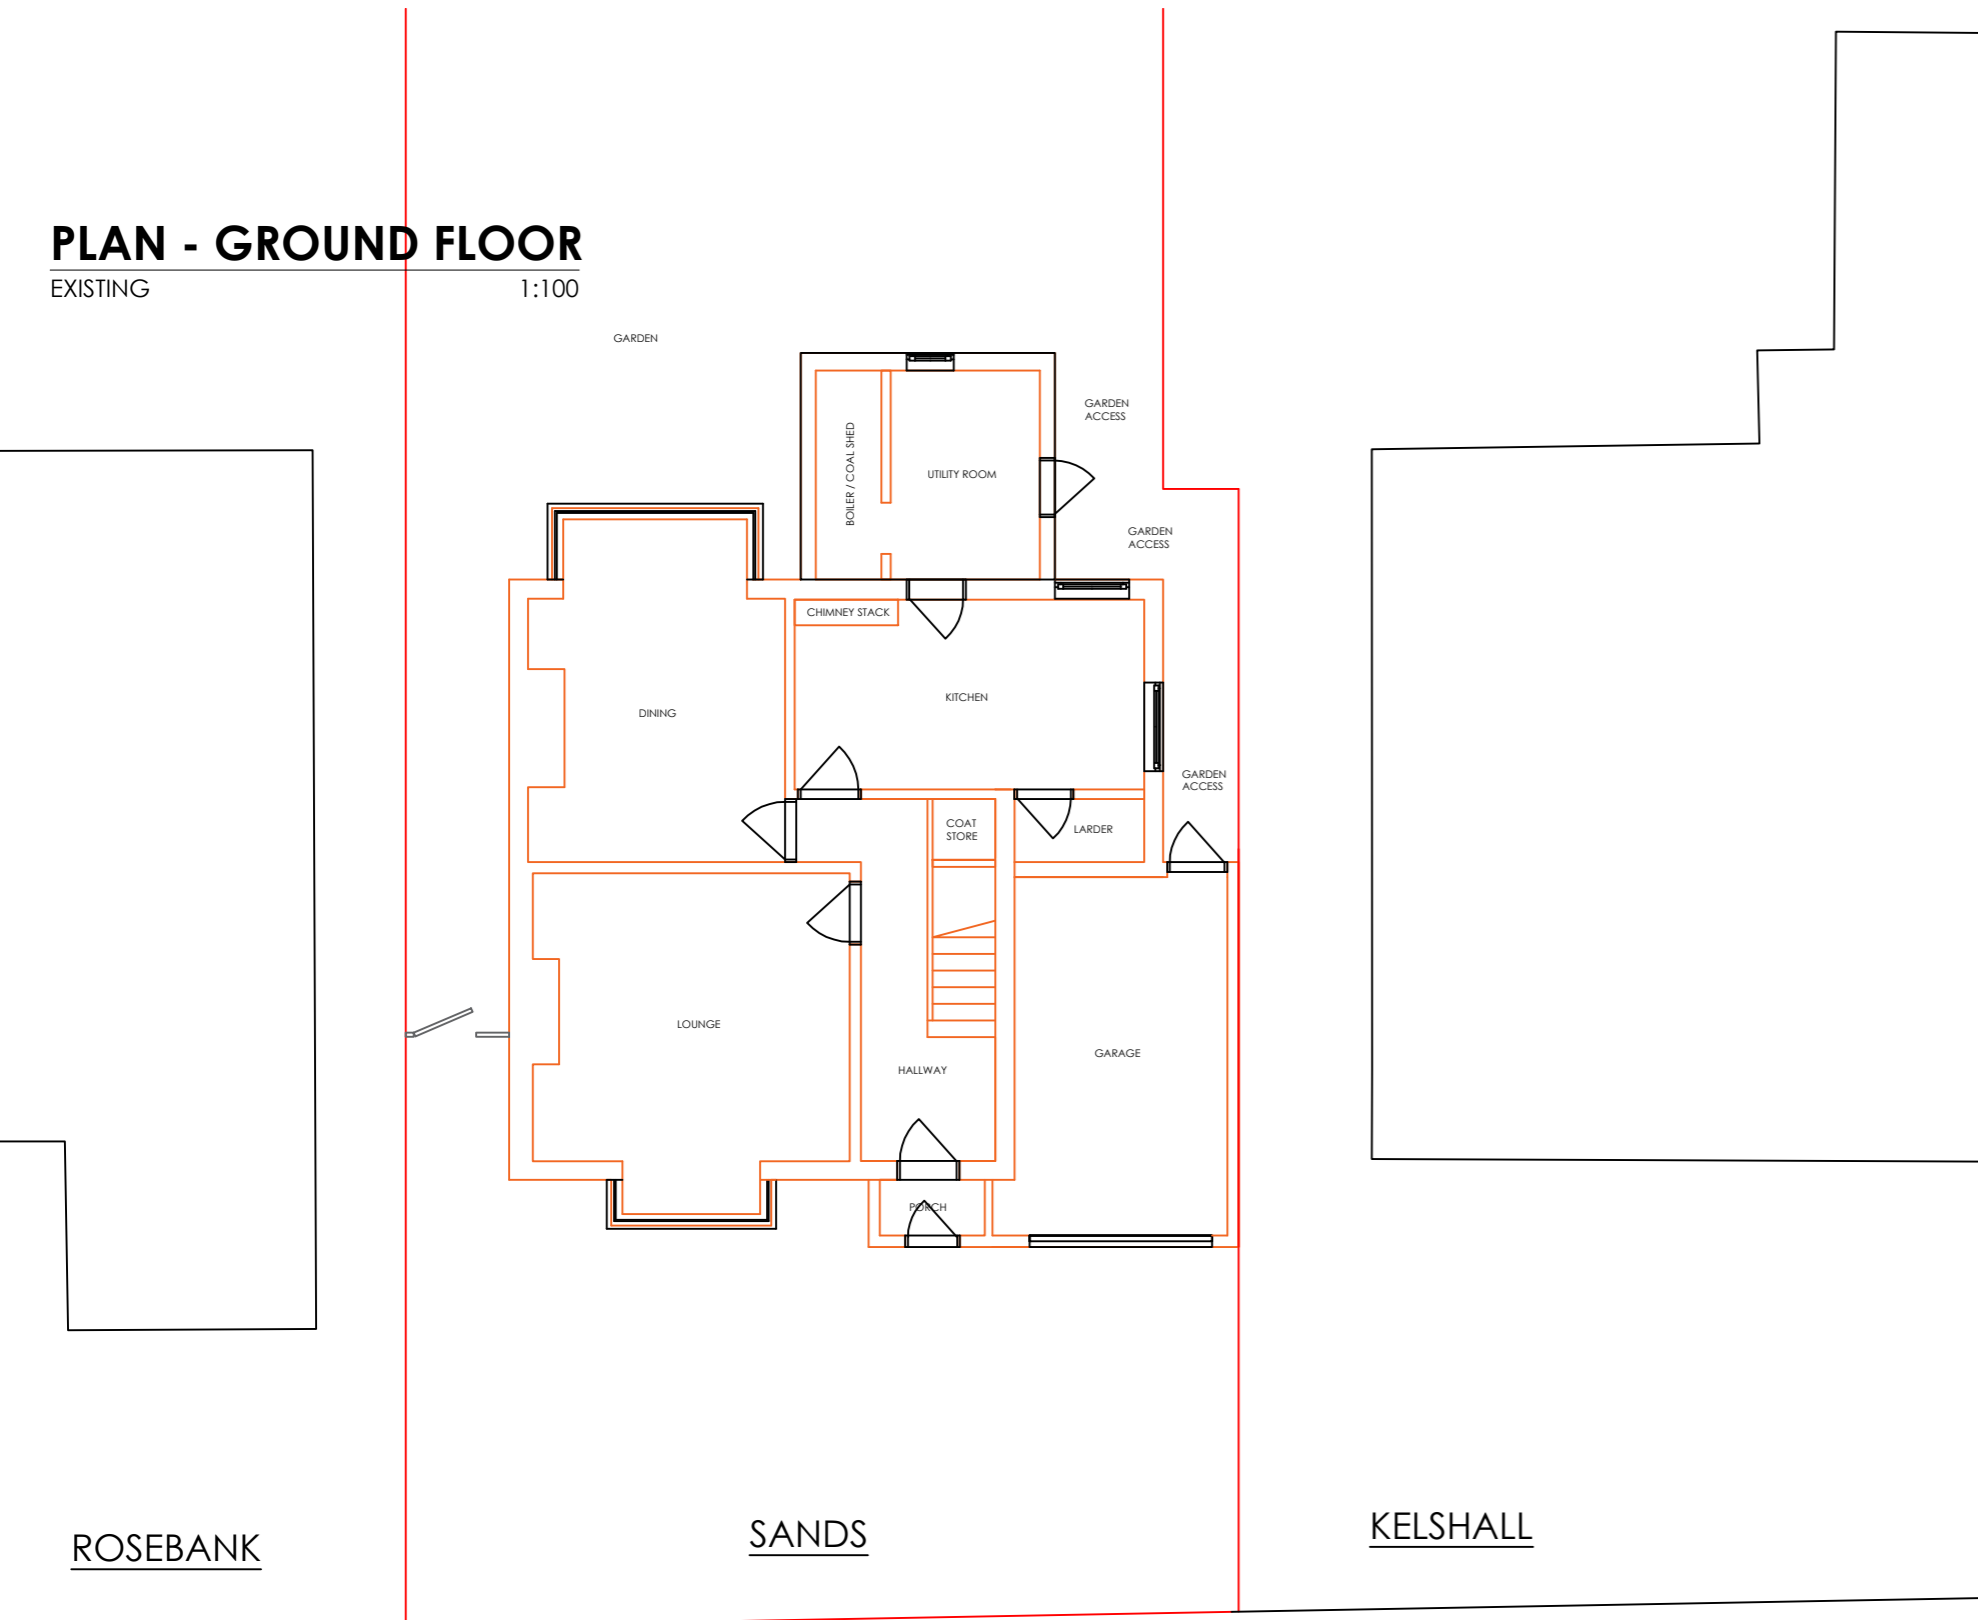 PLAN - GROUND FLOOR
EXISTING 1:100
GARDEN
GARDEN
ACCESS
BOILER / COAL SHED
UTILITY ROOM
GARDEN
ACCESS
CHIMNEY STACK
KITCHEN
DINING
GARDEN
ACCESS
COAT
STORE
LARDER
LOUNGE
GARAGE
HALLWAY
PORCH
ROSEBANK
SANDS
KELSHALL